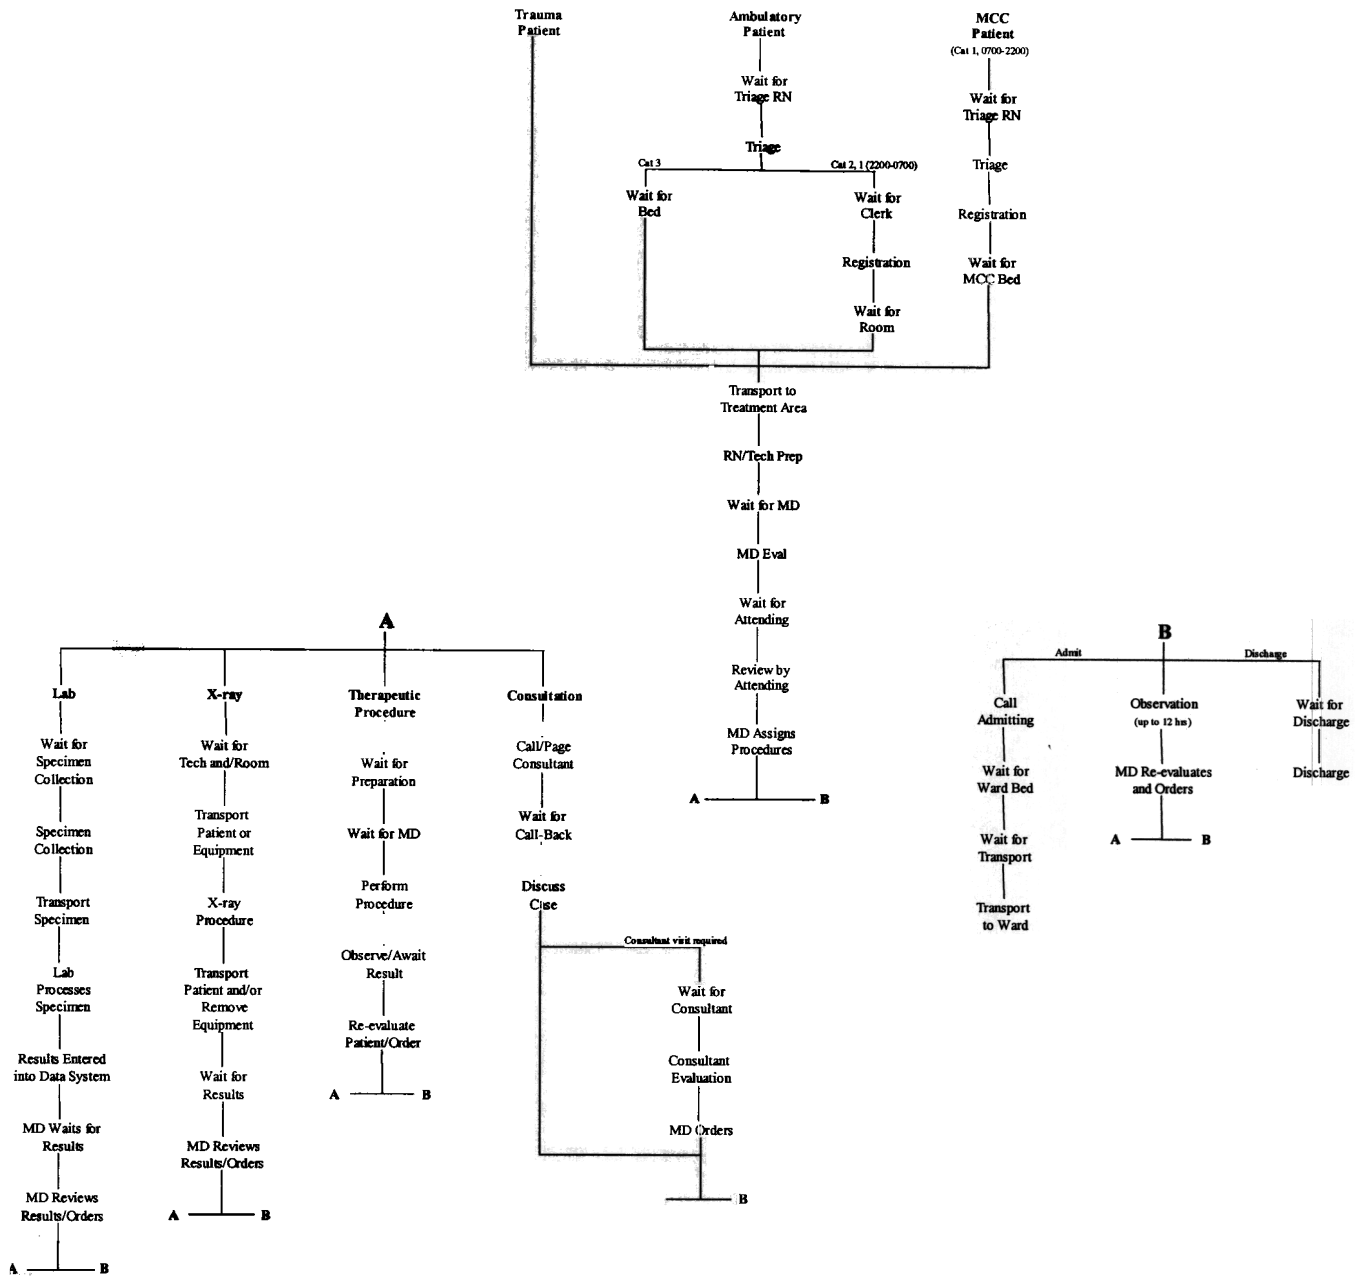 Trauma
Patient
Ambulatory
Patient
MCC
Patient
(Cat 1, 0700-2200)
Wait for
Triage RN
Wait for
Triage RN
Triage
Triage
Cat 3
Cat 2, 1 (2200-0700)
Wait for
Bed
Wait for
Clerk
Registration
Registration
Wait for
MCC Bed
Wait for
Room
Transport to
Treatment Area
RN/Tech Prep
Wait for MD
MD Eval
Wait for
Attending
Review by
Attending
MD Assigns
Procedures
A B
A
Lab
Wait for
Specimen
Collection
Specimen
Collection
Transport
Specimen
Lab
Processes
Specimen
Results Entered
into Data System
MD Waits for
Results
MD Reviews
Results/Orders
A B
X-ray
Wait for
Tech and/Room
Transport
Patient or
Equipment
X-ray
Procedure
Transport
Patient and/or
Remove
Equipment
Wait for
Results
MD Reviews
Results/Orders
A B
Therapeutic
Procedure
Wait for
Preparation
Wait for MD
Perform
Procedure
Observe/Await
Result
Re-evaluate
Patient/Order
A B
Consultation
Call/Page
Consultant
Wait for
Call-Back
Discuss
Case
Consultant visit required
Wait for
Consultant
Consultant
Evaluation
MD Orders
B
B
Admit
Discharge
Call
Admitting
Wait for
Ward Bed
Wait for
Transport
Transport
to Ward
Observation
(up to 12 hrs)
MD Re-evaluates
and Orders
A B
Wait for
Discharge
Discharge